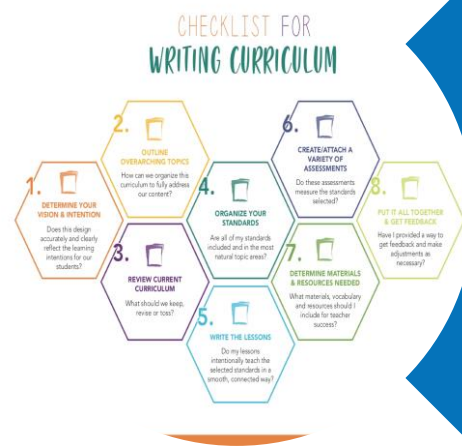 CHECKLIST FOR
WRITING CURRICULUM
1.
DETERMINE YOUR
VISION & INTENTION
Does this design
accurately and clearly
reflect the learning
intentions for our
students?
2.
OUTLINE
OVERARCHING TOPICS
How can we organize this
curriculum to fully address
our content?
3.
REVIEW CURRENT
CURRICULUM
What should we keep,
revise or toss?
4.
ORGANIZE YOUR
STANDARDS
Are all of my standards
included and in the most
natural topic areas?
5.
WRITE THE LESSONS
Do my lessons
intentionally teach the
selected standards in a
smooth, connected way?
6.
CREATE/ATTACH A
VARIETY OF
ASSESSMENTS
Do these assessments
measure the standards
selected?
7.
DETERMINE MATERIALS
& RESOURCES NEEDED
What materials, vocabulary
and resources should I
include for teacher
success?
8.
PUT IT ALL TOGETHER
& GET FEEDBACK
Have I provided a way to
get feedback and make
adjustments as
necessary?